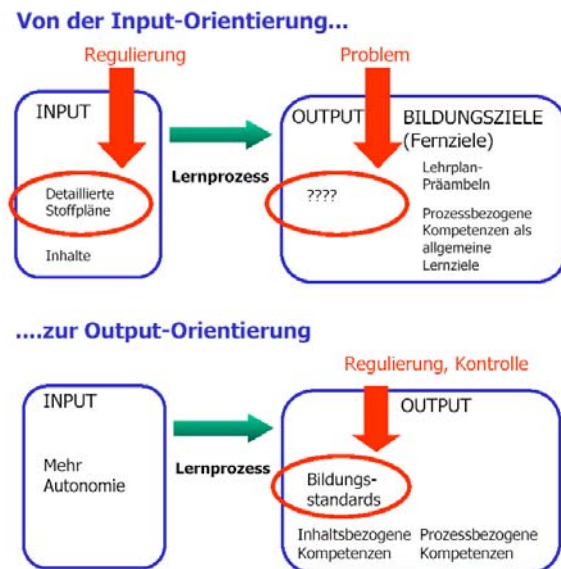 Von der Input-Orientierung...
Regulierung
Problem
INPUT
Detaillierte
Stoffpläne
Inhalte
Lernprozess
OUTPUT
????
BILDUNGSZIELE
(Fernziele)
Lehrplan-
Präambeln
Prozessbezogene
Kompetenzen als
allgemeine
Lernziele
....zur Output-Orientierung
Regulierung, Kontrolle
INPUT
Mehr
Autonomie
Lernprozess
OUTPUT
Bildungs-
standards
Inhaltsbezogene
Kompetenzen
Prozessbezogene
Kompetenzen